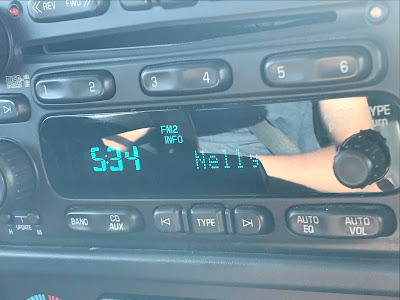 REV FWD
1 2 3 4 5 6
TYPE
FM2
INFO
5:34 Nelly
BAND CD AUX TYPE AUTO EQ AUTO VOL
H UPDATE M